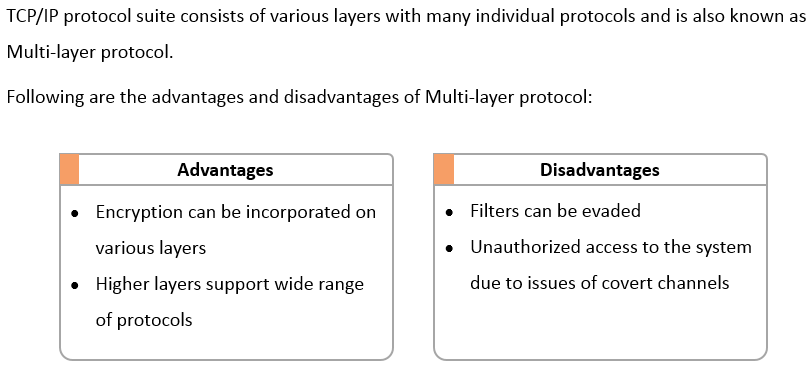 TCP/IP protocol suite consists of various layers with many individual protocols and is also known as
Multi-layer protocol.
Following are the advantages and disadvantages of Multi-layer protocol:
Advantages
• Encryption can be incorporated on
various layers
• Higher layers support wide range
of protocols
Disadvantages
• Filters can be evaded
• Unauthorized access to the system
due to issues of covert channels